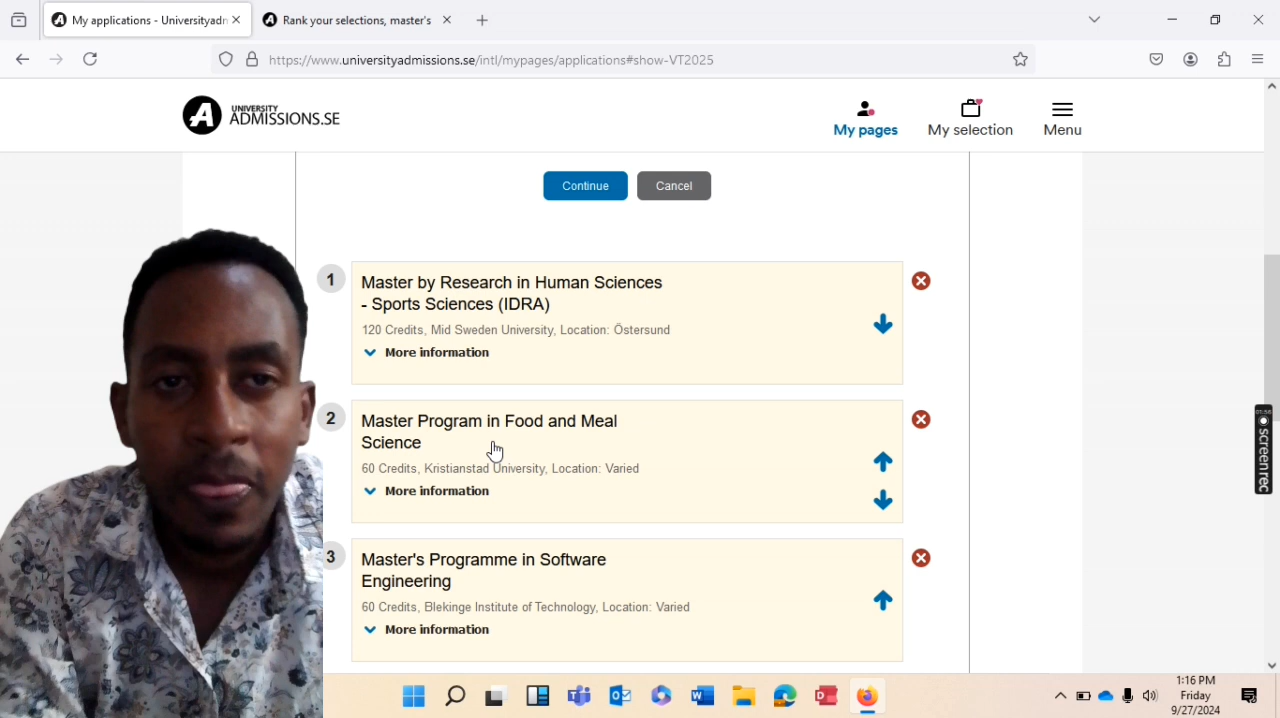 My applications - Universityadn
Rank your selections, master's
https://www.universityadmissions.se/intl/mypages/applications#show-VT2025
UNIVERSITY
ADMISSIONS.SE
My pages
My selection
Menu
Continue
Cancel
1
Master by Research in Human Sciences
- Sports Sciences (IDRA)
120 Credits, Mid Sweden University, Location: Östersund
More information
2
Master Program in Food and Meal
Science
60 Credits, Kristianstad University, Location: Varied
More information
3
Master's Programme in Software
Engineering
60 Credits, Blekinge Institute of Technology, Location: Varied
More information
01:56
screenrec
1:16 PM
Friday
9/27/2024